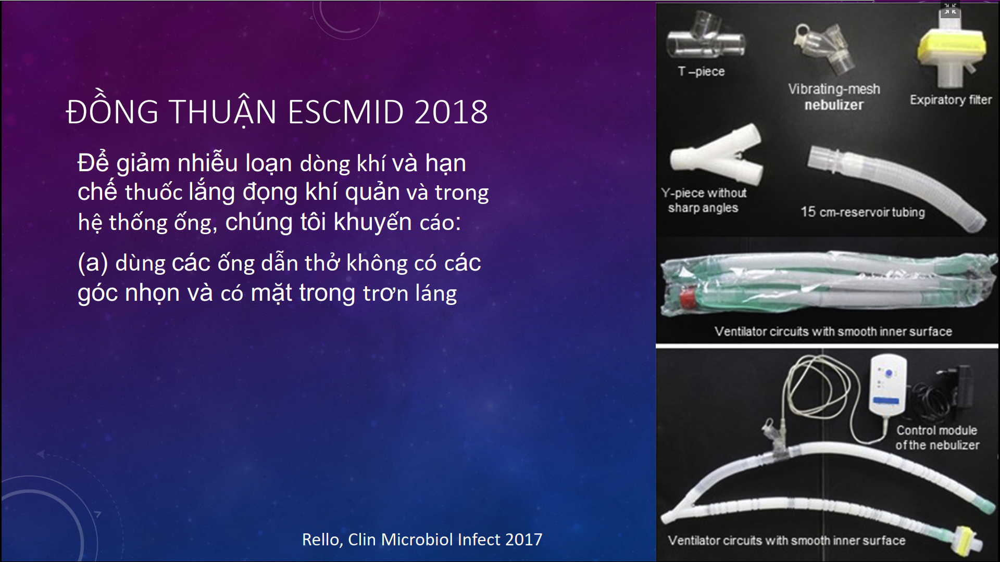 ĐỒNG THUẬN ESCMID 2018
Để giảm nhiễu loạn dòng khí và hạn
chế thuốc lắng đọng khí quản và trong
hệ thống ống, chúng tôi khuyến cáo:
(a) dùng các ống dẫn thở không có các
góc nhọn và có mặt trong trơn láng
Rello, Clin Microbiol Infect 2017
T –piece
Vibrating-mesh
nebulizer
Expiratory filter
Y-piece without
sharp angles
15 cm-reservoir tubing
Ventilator circuits with smooth inner surface
Control module
of the nebulizer
Ventilator circuits with smooth inner surface